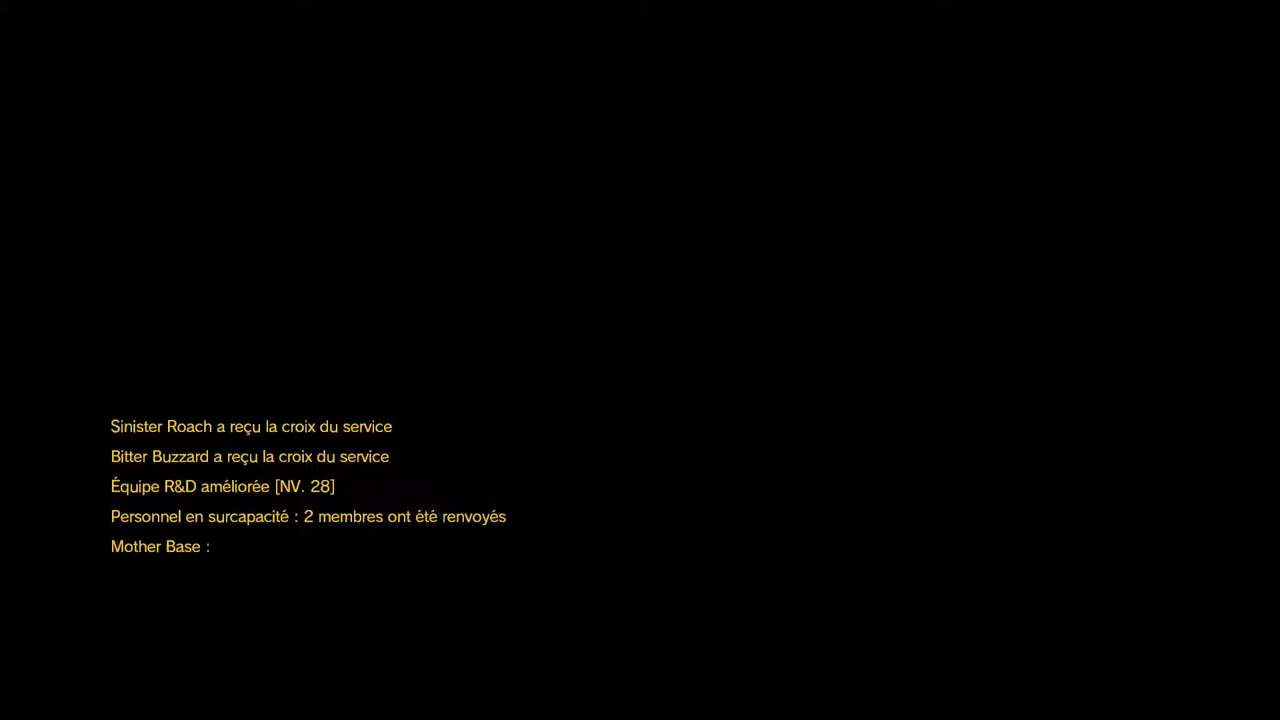 Sinister Roach a reçu la croix du service
Bitter Buzzard a reçu la croix du service
Équipe R&D améliorée [NV. 28]
Personnel en surcapacité : 2 membres ont été renvoyés
Mother Base :